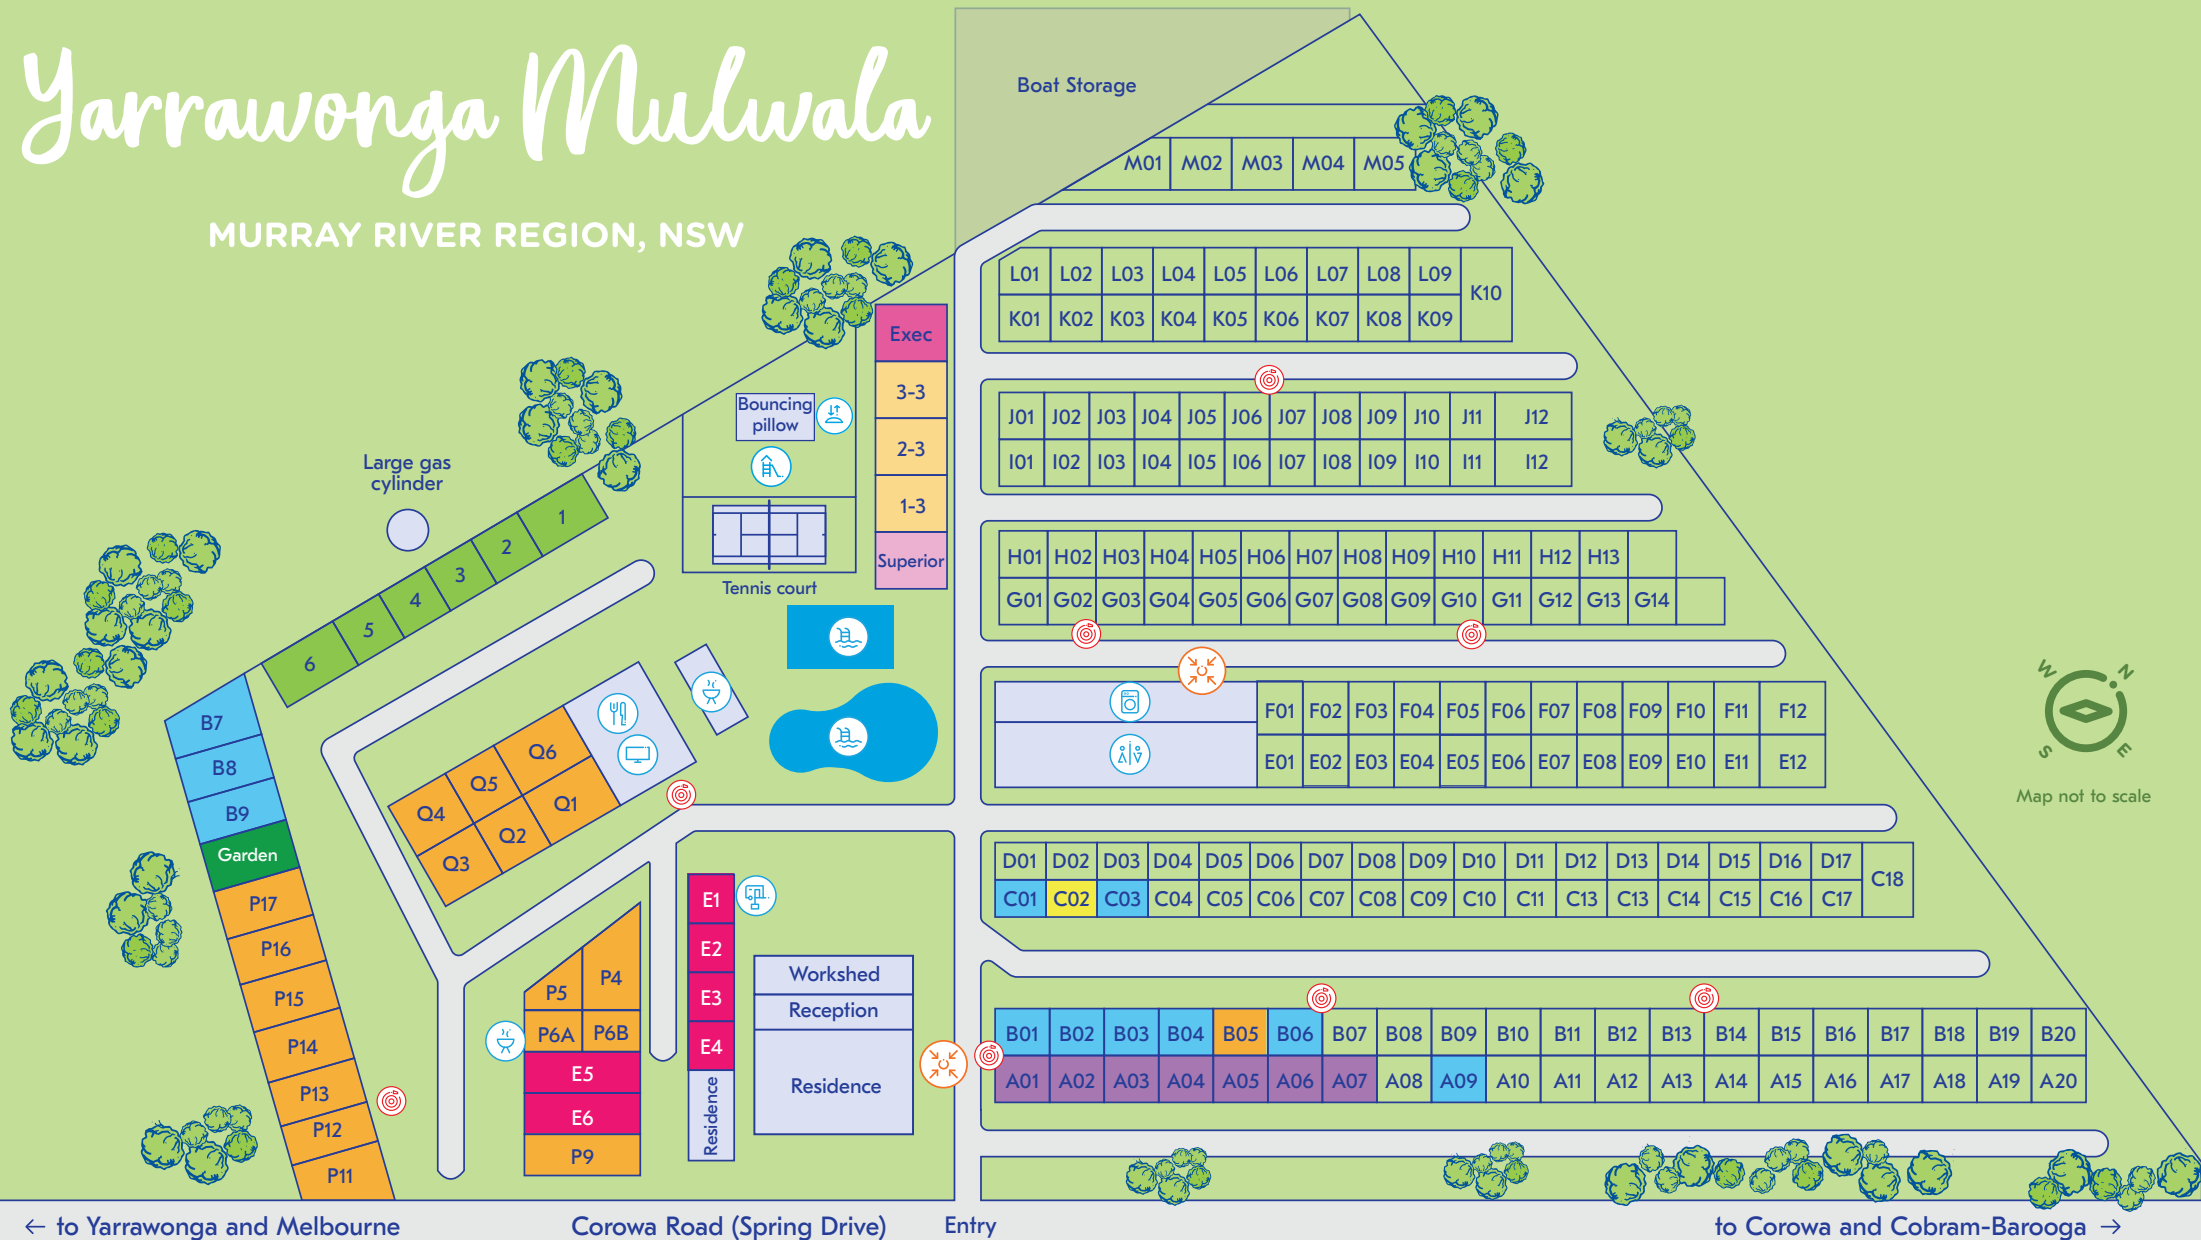 Yarrawonga Mulwala
MURRAY RIVER REGION, NSW
Boat Storage
M01 M02 M03 M04 M05
L01 L02 L03 L04 L05 L06 L07 L08 L09
K10
K01 K02 K03 K04 K05 K06 K07 K08 K09
Exec
3-3
2-3
1-3
Superior
Bouncing
pillow
Tennis court
Large gas
cylinder
J01 J02 J03 J04 J05 J06 J07 J08 J09 J10 J11 J12
I01 I02 I03 I04 I05 I06 I07 I08 I09 I10 I11 I12
H01 H02 H03 H04 H05 H06 H07 H08 H09 H10 H11 H12 H13
G01 G02 G03 G04 G05 G06 G07 G08 G09 G10 G11 G12 G13 G14
1
2
3
4
5
6
B7
B8
B9
Garden
P17
P16
P15
P14
P13
P12
P11
Q6
Q5
Q4
Q1
Q2
Q3
F01 F02 F03 F04 F05 F06 F07 F08 F09 F10 F11 F12
E01 E02 E03 E04 E05 E06 E07 E08 E09 E10 E11 E12
W N
S E
Map not to scale
D01 D02 D03 D04 D05 D06 D07 D08 D09 D10 D11 D12 D13 D14 D15 D16 D17
C18
C01 C02 C03 C04 C05 C06 C07 C08 C09 C10 C11 C13 C13 C14 C15 C16 C17
E1
E2
E3
E4
Residence
P4
P5
P6A P6B
E5
E6
P9
Workshed
Reception
Residence
B01 B02 B03 B04 B05 B06 B07 B08 B09 B10 B11 B12 B13 B14 B15 B16 B17 B18 B19 B20
A01 A02 A03 A04 A05 A06 A07 A08 A09 A10 A11 A12 A13 A14 A15 A16 A17 A18 A19 A20
← to Yarrawonga and Melbourne
Corowa Road (Spring Drive)
Entry
to Corowa and Cobram-Barooga →